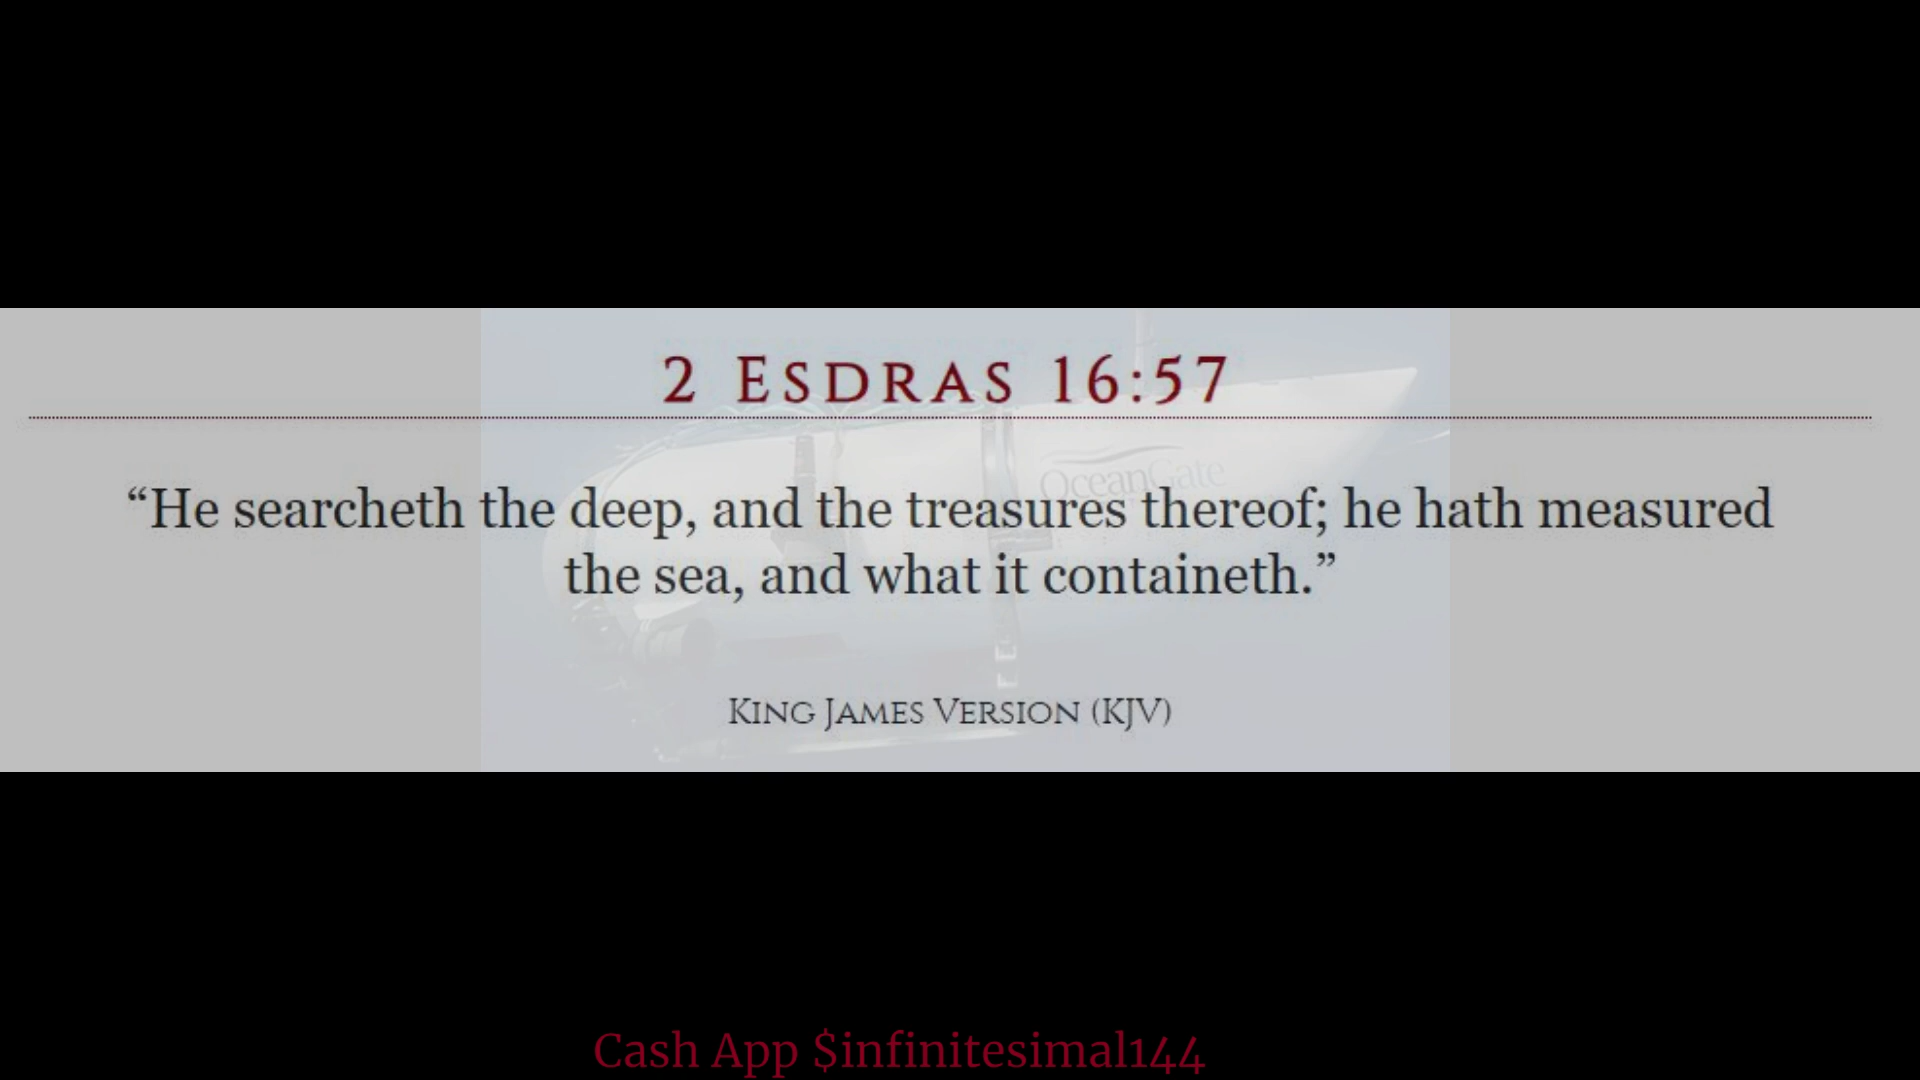 2 ESDRAS 16:57
OceanGate
“He searcheth the deep, and the treasures thereof; he hath measured
the sea, and what it containeth.”
KING JAMES VERSION (KJV)
Cash App $infinitesimal144